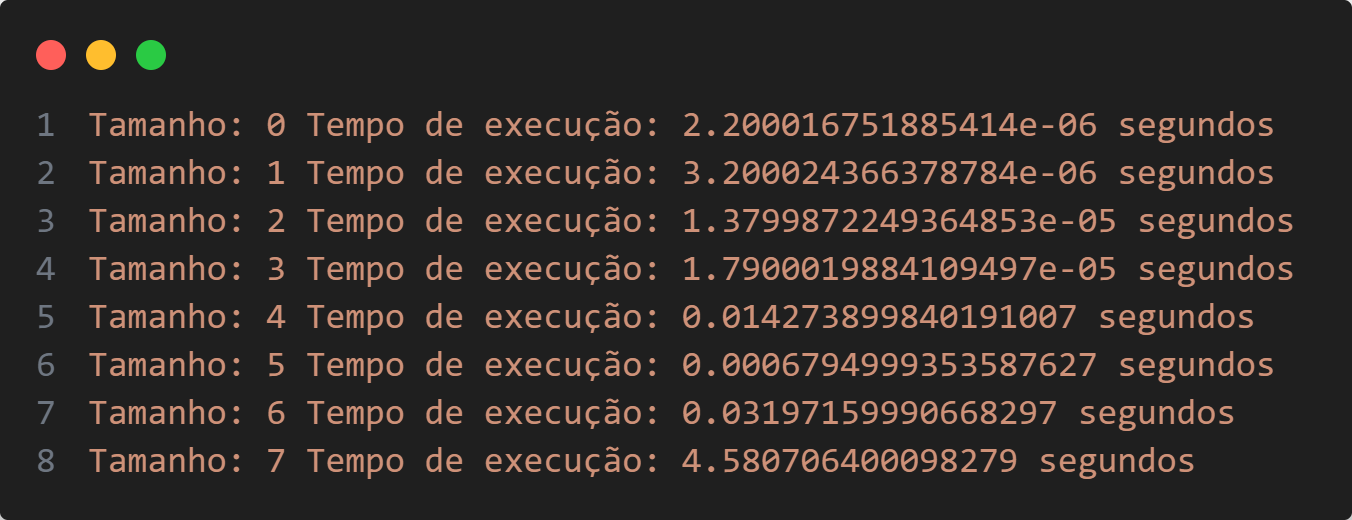 1 Tamanho: 0 Tempo de execução: 2.200016751885414e-06 segundos
2 Tamanho: 1 Tempo de execução: 3.200024366378784e-06 segundos
3 Tamanho: 2 Tempo de execução: 1.3799872249364853e-05 segundos
4 Tamanho: 3 Tempo de execução: 1.7900019884109497e-05 segundos
5 Tamanho: 4 Tempo de execução: 0.014273899840191007 segundos
6 Tamanho: 5 Tempo de execução: 0.0006794999353587627 segundos
7 Tamanho: 6 Tempo de execução: 0.03197159990668297 segundos
8 Tamanho: 7 Tempo de execução: 4.580706400098279 segundos